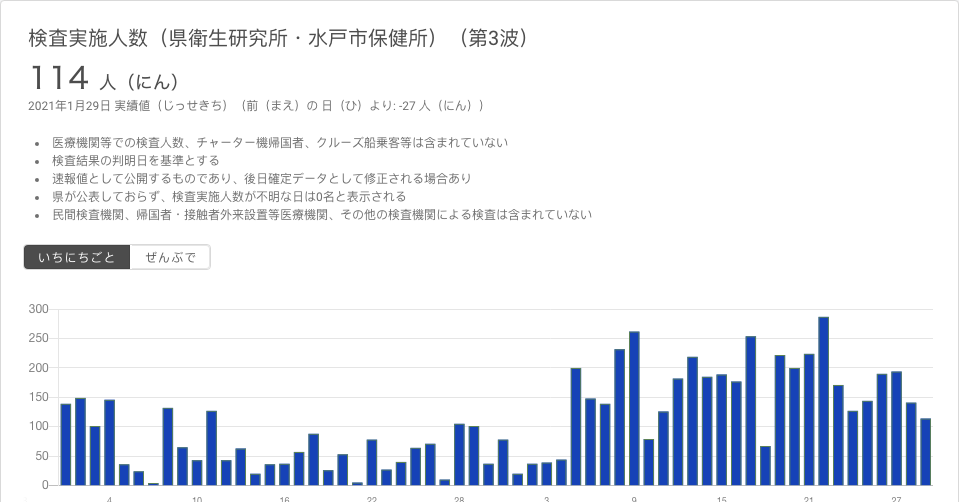 検査実施人数（県衛生研究所・水戸市保健所）（第3波）
114 人（にん）
2021年1月29日 実績値（じっせきち）（前（まえ）の 日（ひ）より: -27 人（にん））
• 医療機関等での検査人数、チャーター機帰国者、クルーズ船乗客等は含まれていない
• 検査結果の判明日を基準とする
• 速報値として公開するものであり、後日確定データとして修正される場合あり
• 県が公表しておらず、検査実施人数が不明な日は0名と表示される
• 民間検査機関、帰国者・接触者外来設置等医療機関、その他の検査機関による検査は含まれていない
いちにちごと ぜんぶで
300
250
200
150
100
50
0
4 10 16 22 28 3 9 15 21 27